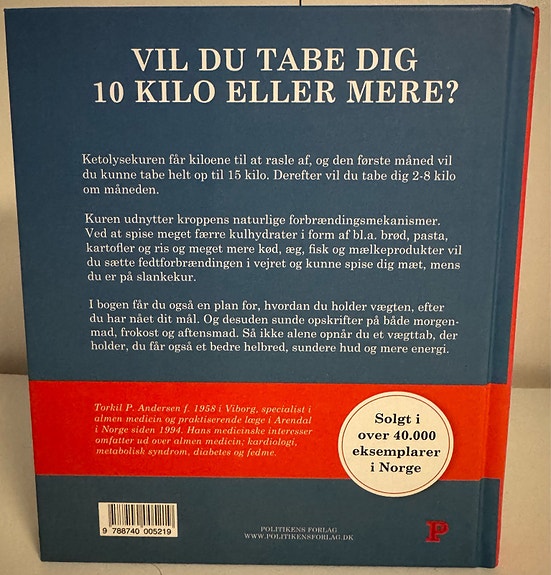 VIL DU TABE DIG
10 KILO ELLER MERE?
Ketolysekuren får kiloene til at rasle af, og den første måned vil
du kunne tabe helt op til 15 kilo. Derefter vil du tabe dig 2-8 kilo
om måneden.
Kuren udnytter kroppens naturlige forbrændingsmekanismer.
Ved at spise meget færre kulhydrater i form af bl.a. brød, pasta,
kartofler og ris og meget mere kød, æg, fisk og mælkeprodukter vil
du sætte fedtforbrændingen i vejret og kunne spise dig mæt, mens
du er på slankekur.
I bogen får du også en plan for, hvordan du holder vægten, efter
du har nået dit mål. Og desuden sunde opskrifter på både morgen-
mad, frokost og aftensmad. Så ikke alene opnår du et vægttab, der
holder, du får også et bedre helbred, sundere hud og mere energi.
Torkil P. Andersen f. 1958 i Viborg, specialist i
almen medicin og praktiserende læge i Arendal
i Norge siden 1994. Hans medicinske interesser
omfatter ud over almen medicin; kardiologi,
metabolisk syndrom, diabetes og fedme.
Solgt i
over 40.000
eksemplarer
i Norge
9 788740 005219
POLITIKENS FORLAG
WWW.POLITIKENSFORLAG.DK
P